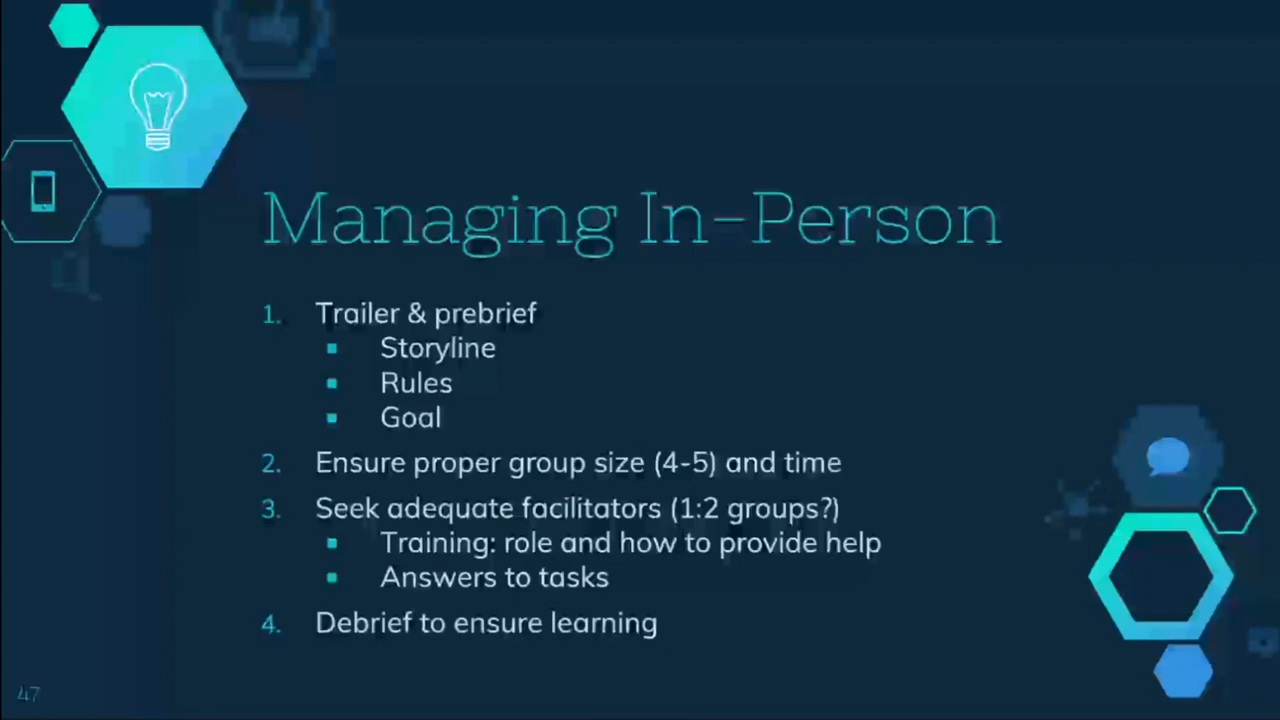 Managing In-Person
1. Trailer & prebrief
▪ Storyline
▪ Rules
▪ Goal
2. Ensure proper group size (4-5) and time
3. Seek adequate facilitators (1:2 groups?)
▪ Training: role and how to provide help
▪ Answers to tasks
4. Debrief to ensure learning
47